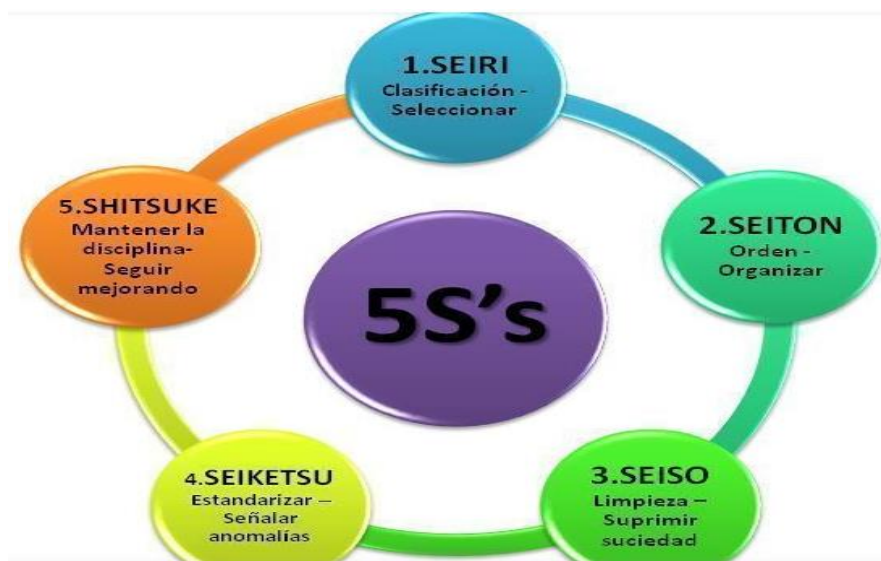 1.SEIRI
Clasificación -
Seleccionar
2.SEITON
Orden -
Organizar
3.SEISO
Limpieza –
Suprimir
suciedad
4.SEIKETSU
Estandarizar –
Señalar
anomalías
5.SHITSUKE
Mantener la
disciplina-
Seguir
mejorando
5S’s